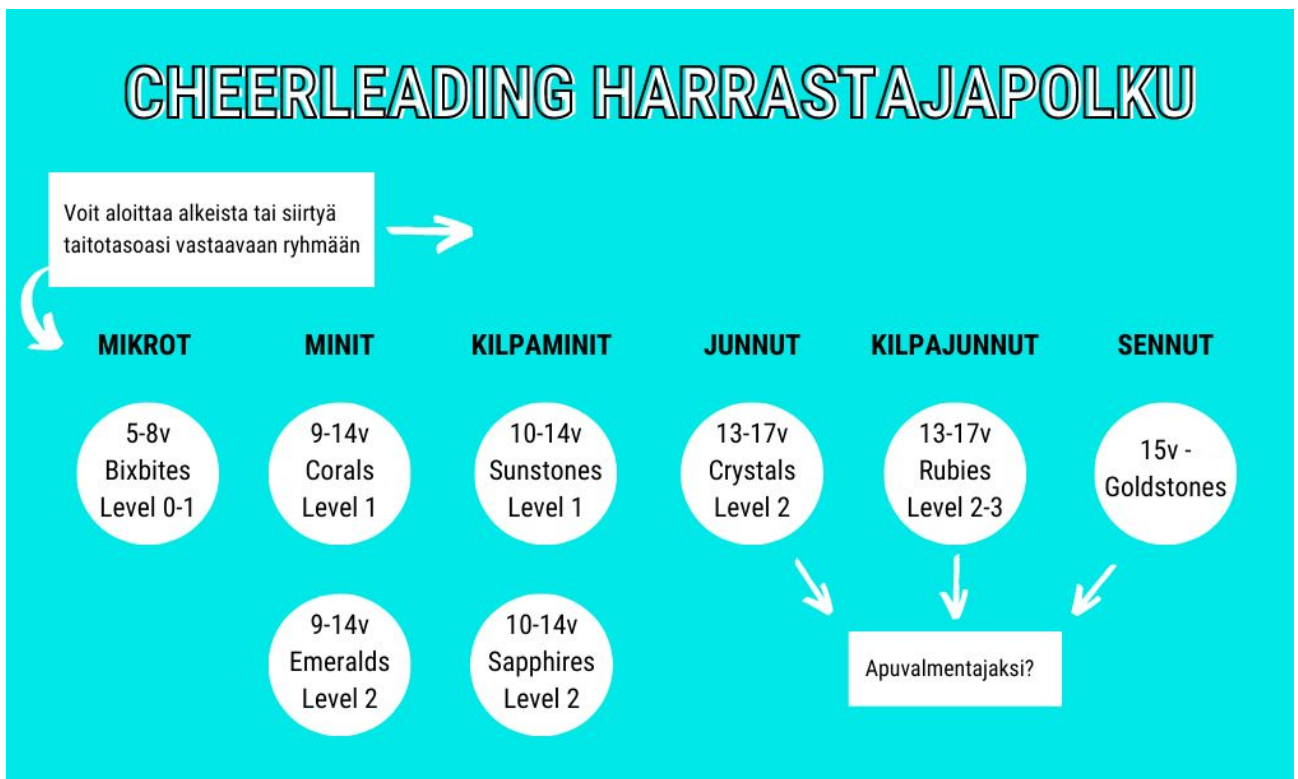 CHEERLEADING HARRASTAJAPOLKU
Voit aloittaa alkeista tai siirtyä
taitotasoasi vastaavaan ryhmään
MIKROT
MINIT
KILPAMINIT
JUNNUT
KILPAJUNNUT
SENNUT
5-8v
Bixbites
Level 0-1
9-14v
Corals
Level 1
10-14v
Sunstones
Level 1
13-17v
Crystals
Level 2
13-17v
Rubies
Level 2-3
15v -
Goldstones
9-14v
Emeralds
Level 2
10-14v
Sapphires
Level 2
Apuvalmentajaksi?